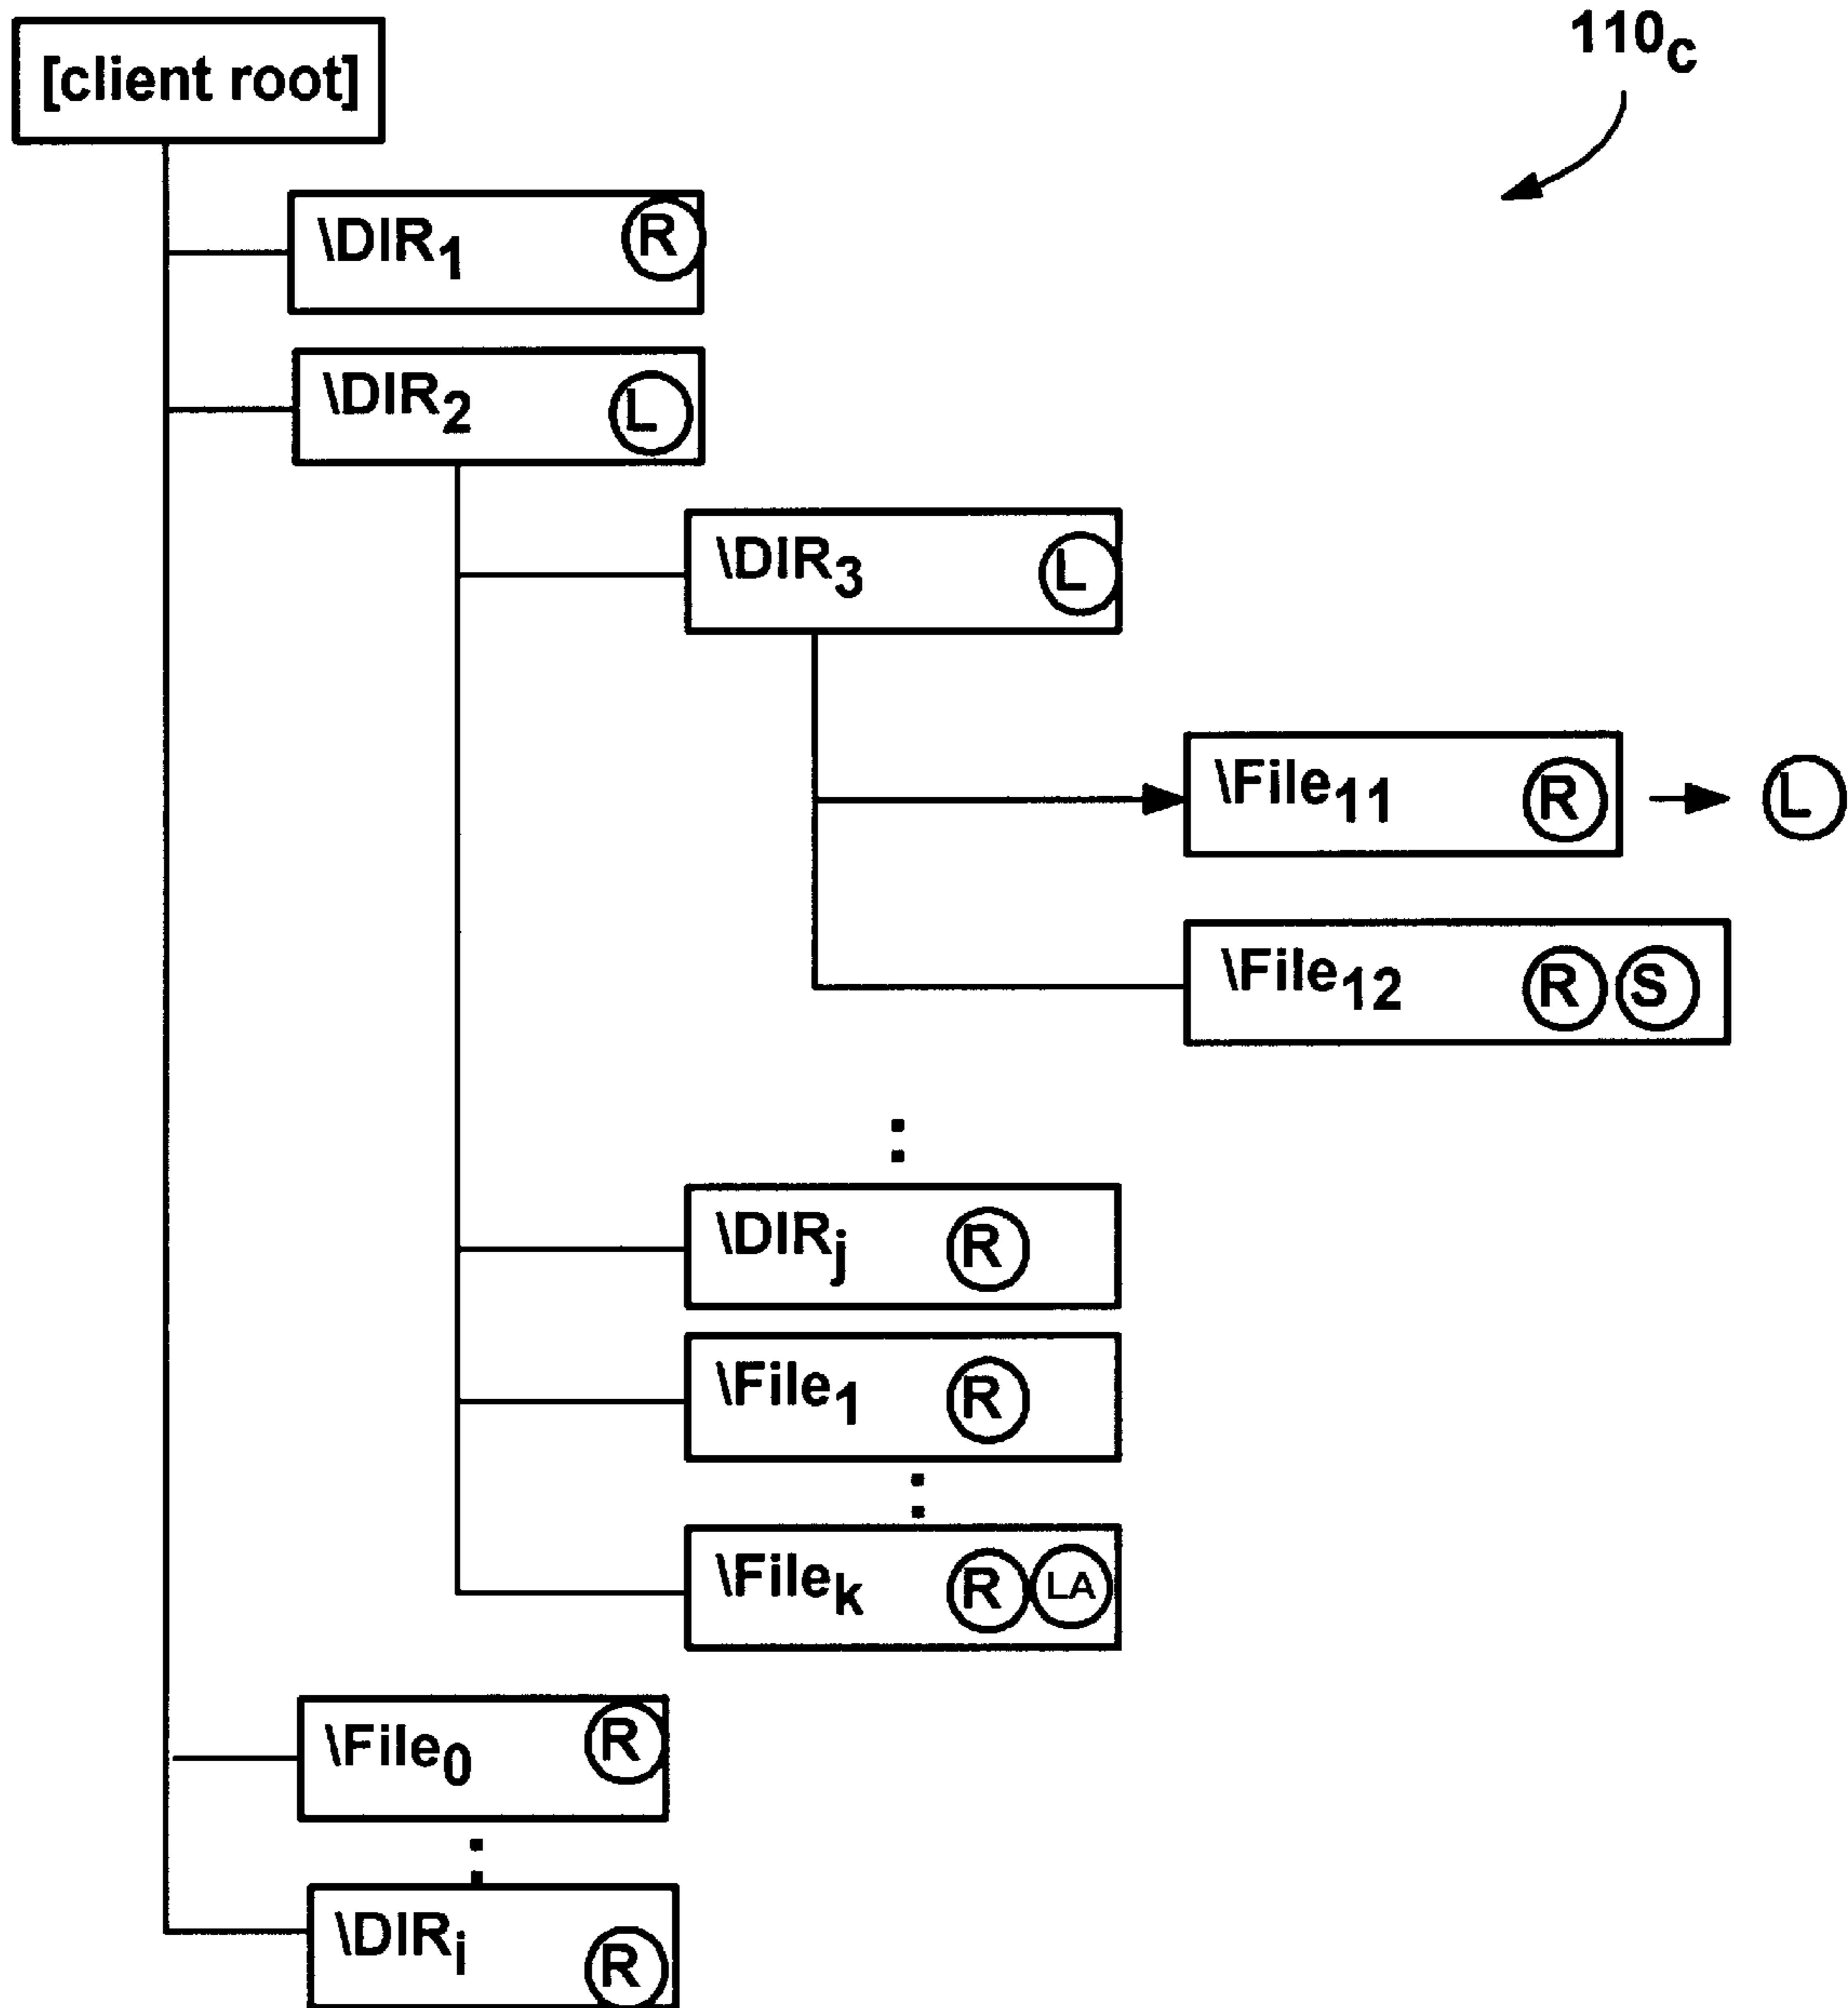 110c
[client root]
\DIR1 R
\DIR2 L
\DIR3 L
\File11 R L
\File12 R S
\DIRj R
\File1 R
\Filek R LA
\File0 R
\DIRi R